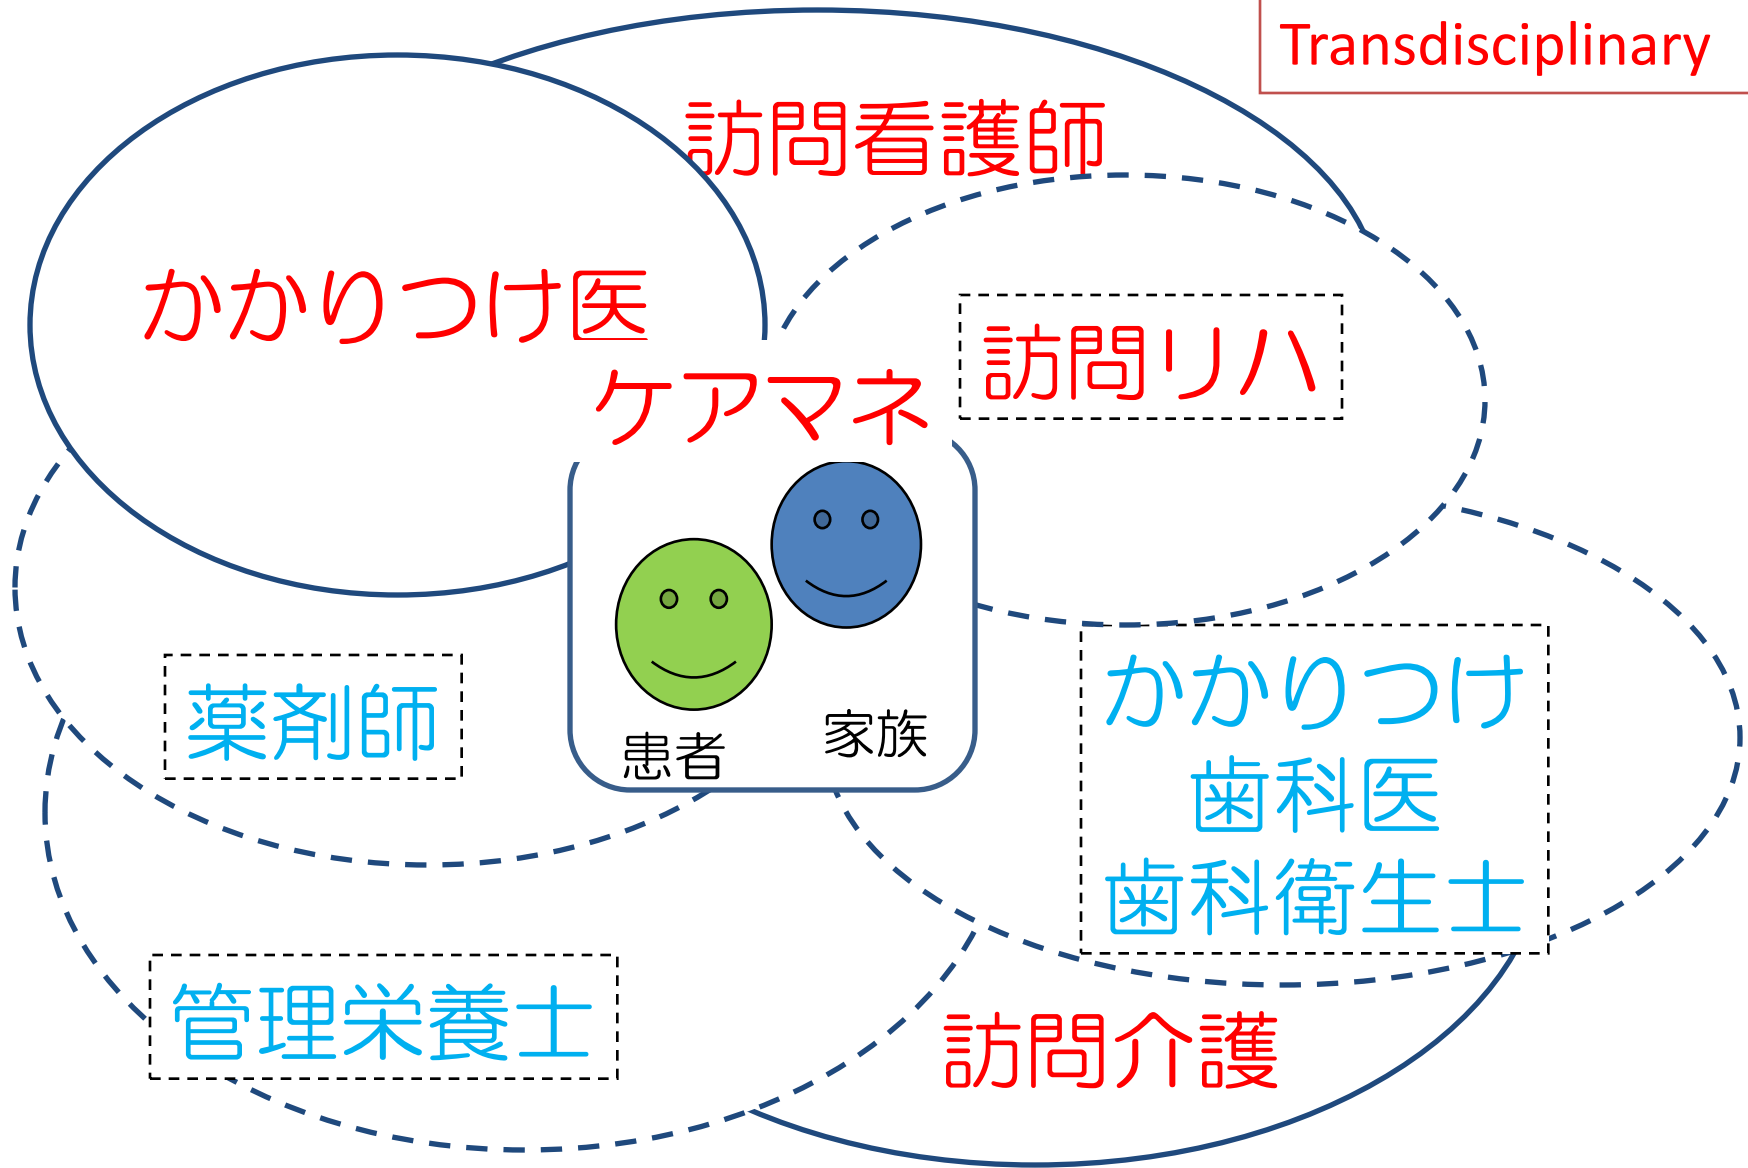 Transdisciplinary
訪問看護師
かかりつけ医
訪問リハ
ケアマネ
患者
家族
薬剤師
かかりつけ
歯科医
歯科衛生士
管理栄養士
訪問介護